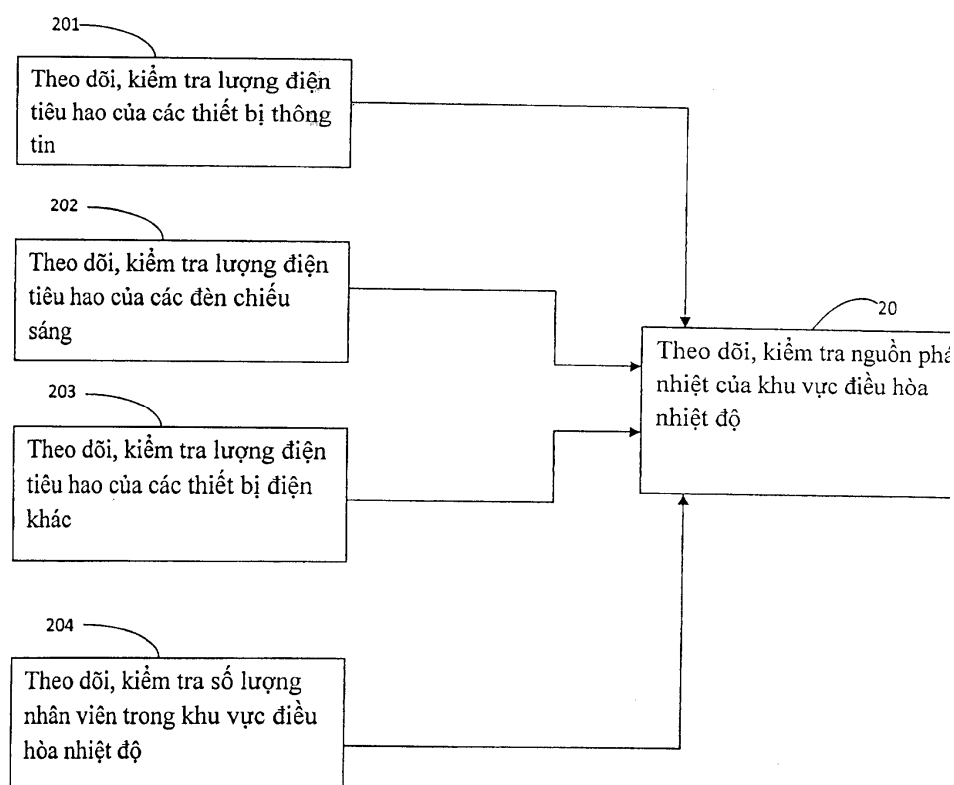 201
Theo dõi, kiểm tra lượng điện
tiêu hao của các thiết bị thông
tin
202
Theo dõi, kiểm tra lượng điện
tiêu hao của các đèn chiếu
sáng
203
Theo dõi, kiểm tra lượng điện
tiêu hao của các thiết bị điện
khác
204
Theo dõi, kiểm tra số lượng
nhân viên trong khu vực điều
hòa nhiệt độ
20
Theo dõi, kiểm tra nguồn
nhiệt của khu vực điều hòa
nhiệt độ